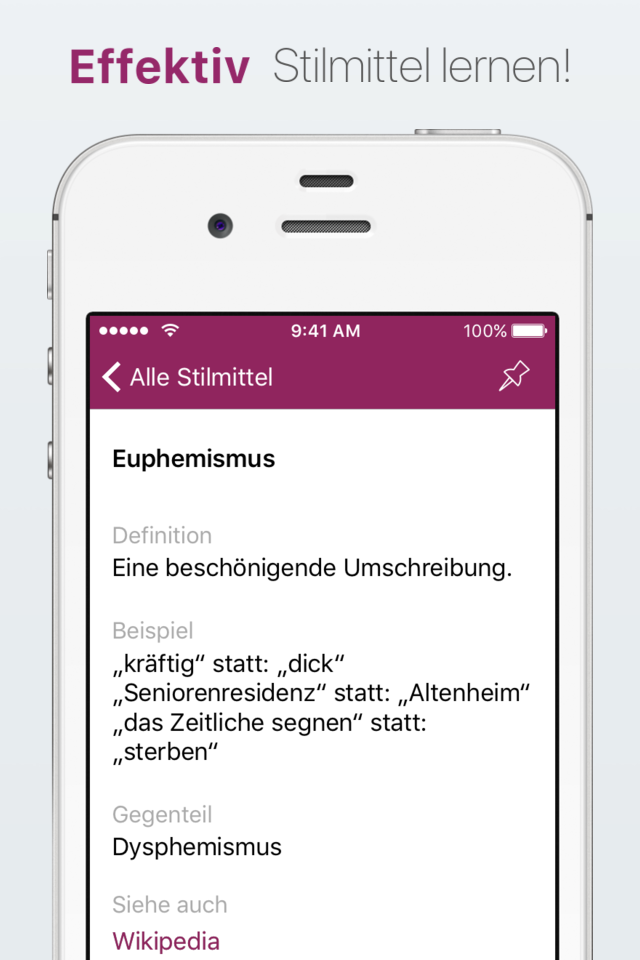 Effektiv Stilmittel lernen!
9:41 AM 100%
Alle Stilmittel
Euphemismus
Definition
Eine beschönigende Umschreibung.
Beispiel
„kräftig“ statt: „dick“
„Seniorenresidenz“ statt: „Altenheim“
„das Zeitliche segnen“ statt:
„sterben“
Gegenteil
Dysphemismus
Siehe auch
Wikipedia